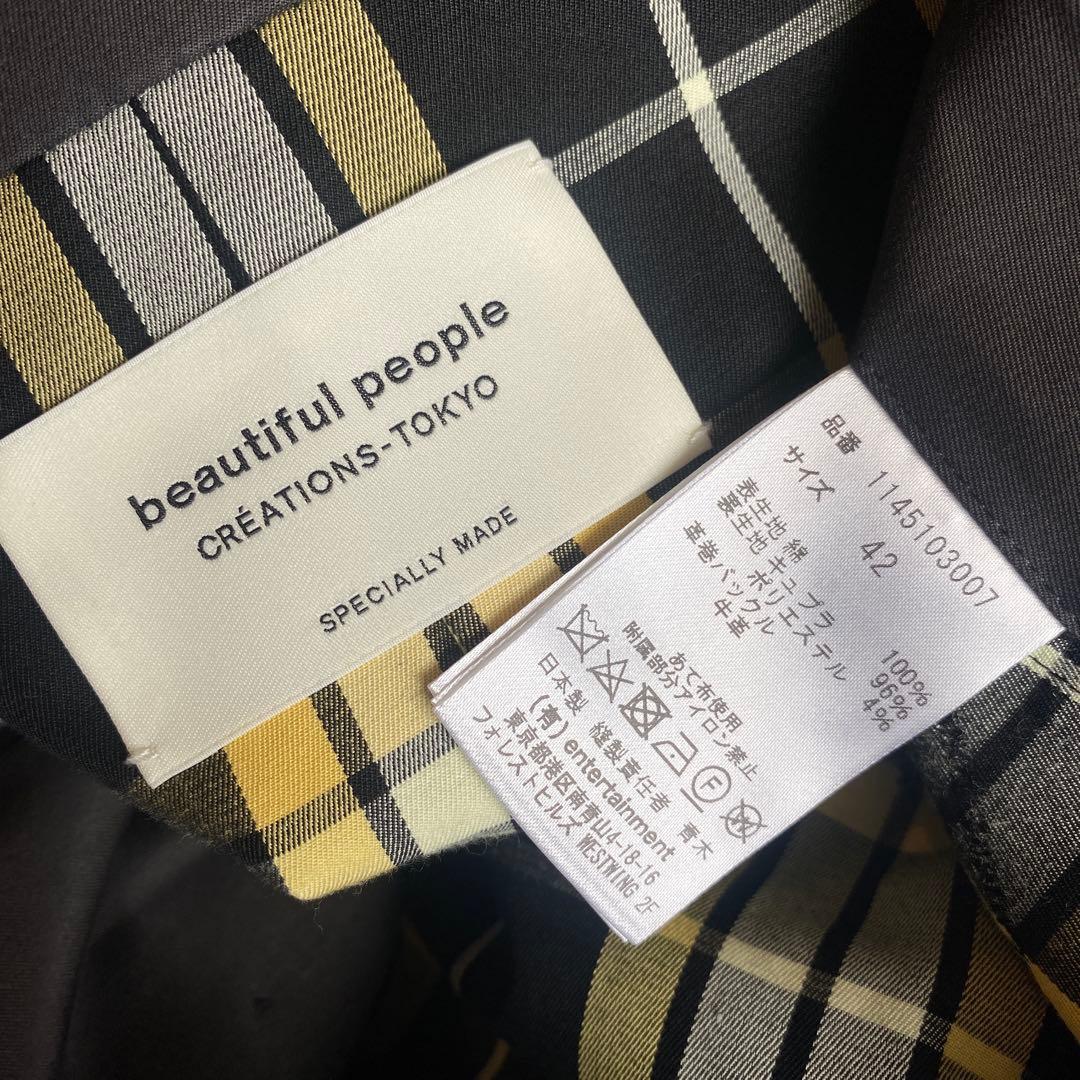 beautiful people
CRÉATIONS-TOKYO
SPECIALLY MADE
品番 1145103007
サイズ 42
表生地 綿 100%
裏生地 キュプラ 96%
ポリエステル 4%
革巻バックル
牛革
あて布使用
附属部分アイロン禁止
日本製 縫製責任者 青木
(有) entertainment
東京都港区南青山4-18-16
フォレストヒルズ WESTWING 2F
F